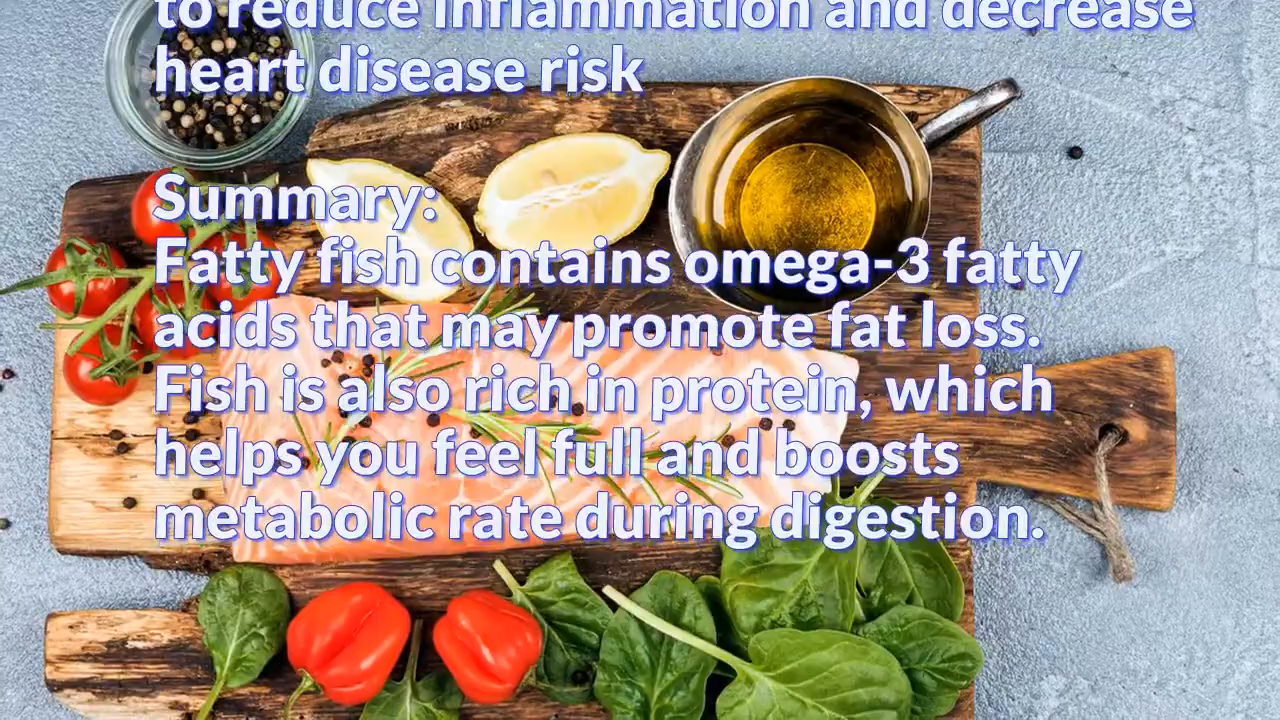 to reduce inflammation and decrease
heart disease risk
Summary:
Fatty fish contains omega-3 fatty
acids that may promote fat loss.
Fish is also rich in protein, which
helps you feel full and boosts
metabolic rate during digestion.